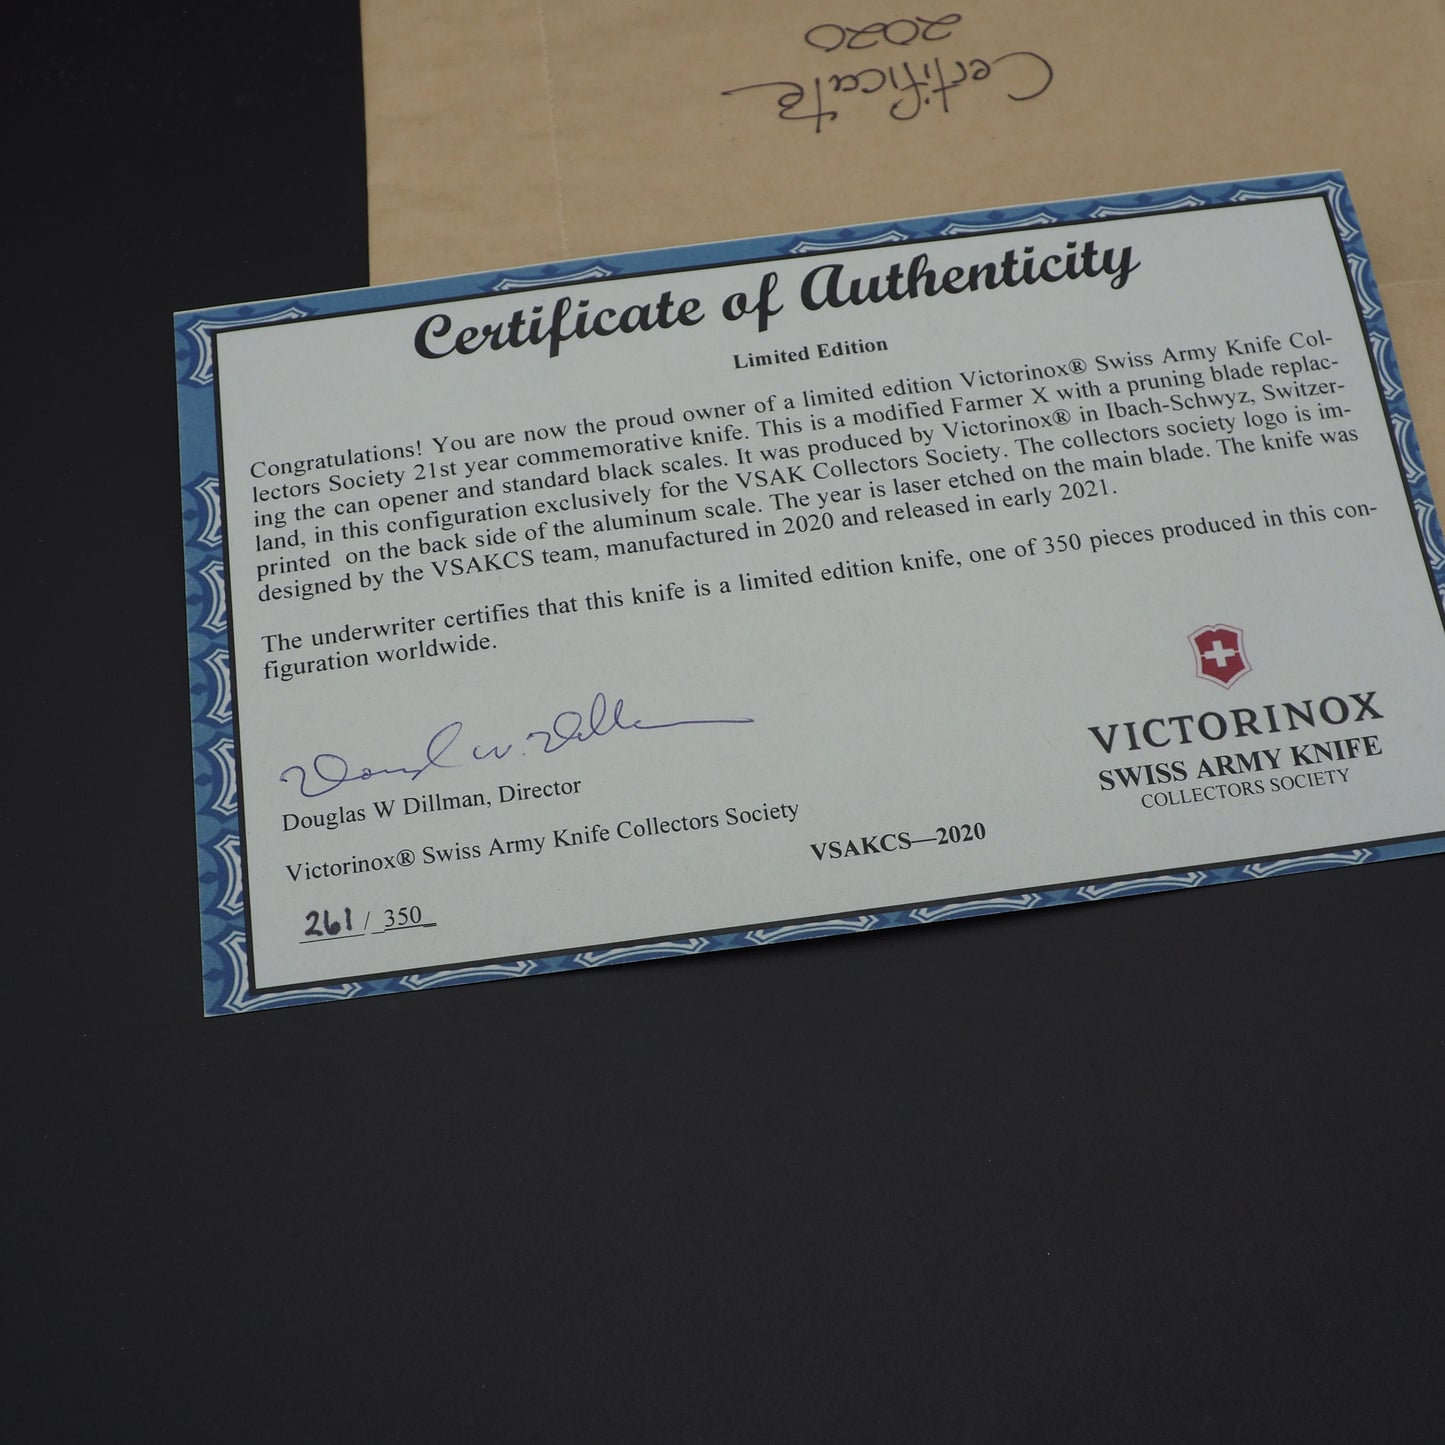 Certificate
2020
Certificate of Authenticity
Limited Edition
Congratulations! You are now the proud owner of a limited edition Victorinox® Swiss Army Knife Col-
lectors Society 21st year commemorative knife. This is a modified Farmer X with a pruning blade replac-
ing the can opener and standard black scales. It was produced by Victorinox® in Ibach-Schwyz, Switzer-
land, in this configuration exclusively for the VSAK Collectors Society. The collectors society logo is im-
printed on the back side of the aluminum scale. The year is laser etched on the main blade. The knife was
designed by the VSAKCS team, manufactured in 2020 and released in early 2021.
The underwriter certifies that this knife is a limited edition knife, one of 350 pieces produced in this con-
figuration worldwide.
Douglas W. Dillman
Douglas W Dillman, Director
Victorinox® Swiss Army Knife Collectors Society
261 / 350
VSAKCS—2020
VICTORINOX
SWISS ARMY KNIFE
COLLECTORS SOCIETY